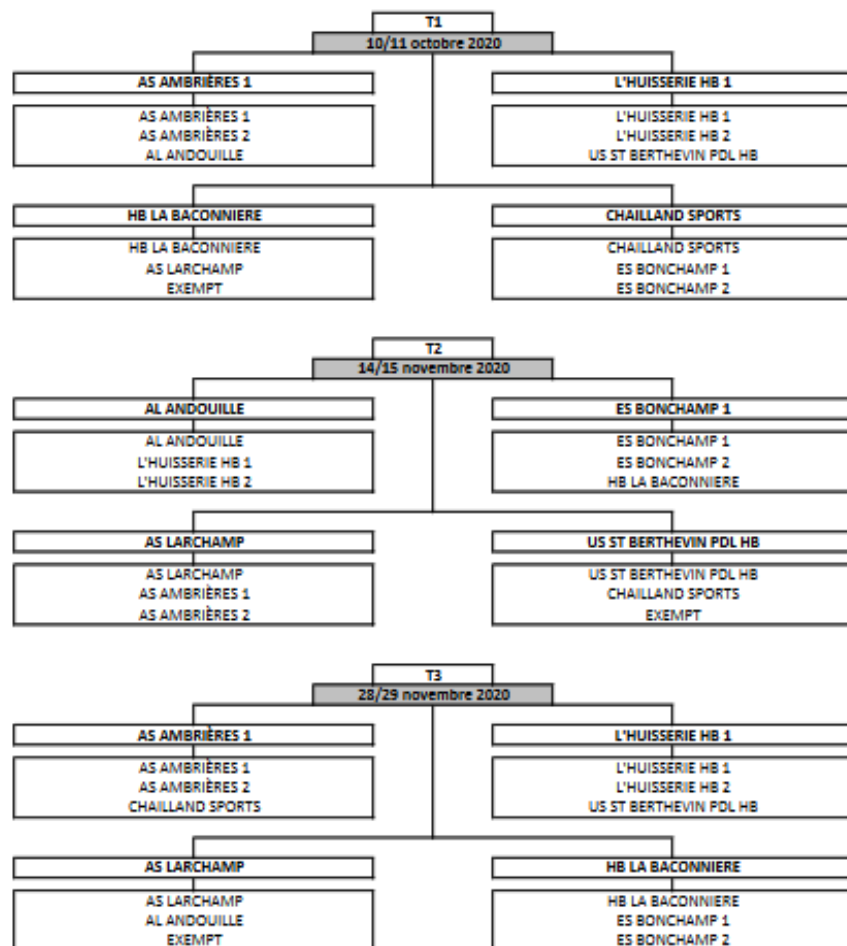 T1
10/11 octobre 2020
AS AMBRIÈRES 1
AS AMBRIÈRES 1
AS AMBRIÈRES 2
AL ANDOUILLE
L'HUISSERIE HB 1
L'HUISSERIE HB 1
L'HUISSERIE HB 2
US ST BERTHEVIN PDL HB
HB LA BACONNIERE
HB LA BACONNIERE
AS LARCHAMP
EXEMPT
CHAILLAND SPORTS
CHAILLAND SPORTS
ES BONCHAMP 1
ES BONCHAMP 2
T2
14/15 novembre 2020
AL ANDOUILLE
AL ANDOUILLE
L'HUISSERIE HB 1
L'HUISSERIE HB 2
ES BONCHAMP 1
ES BONCHAMP 1
ES BONCHAMP 2
HB LA BACONNIERE
AS LARCHAMP
AS LARCHAMP
AS AMBRIÈRES 1
AS AMBRIÈRES 2
US ST BERTHEVIN PDL HB
US ST BERTHEVIN PDL HB
CHAILLAND SPORTS
EXEMPT
T3
28/29 novembre 2020
AS AMBRIÈRES 1
AS AMBRIÈRES 1
AS AMBRIÈRES 2
CHAILLAND SPORTS
L'HUISSERIE HB 1
L'HUISSERIE HB 1
L'HUISSERIE HB 2
US ST BERTHEVIN PDL HB
AS LARCHAMP
AS LARCHAMP
AL ANDOUILLE
EXEMPT
HB LA BACONNIERE
HB LA BACONNIERE
ES BONCHAMP 1
ES BONCHAMP 2